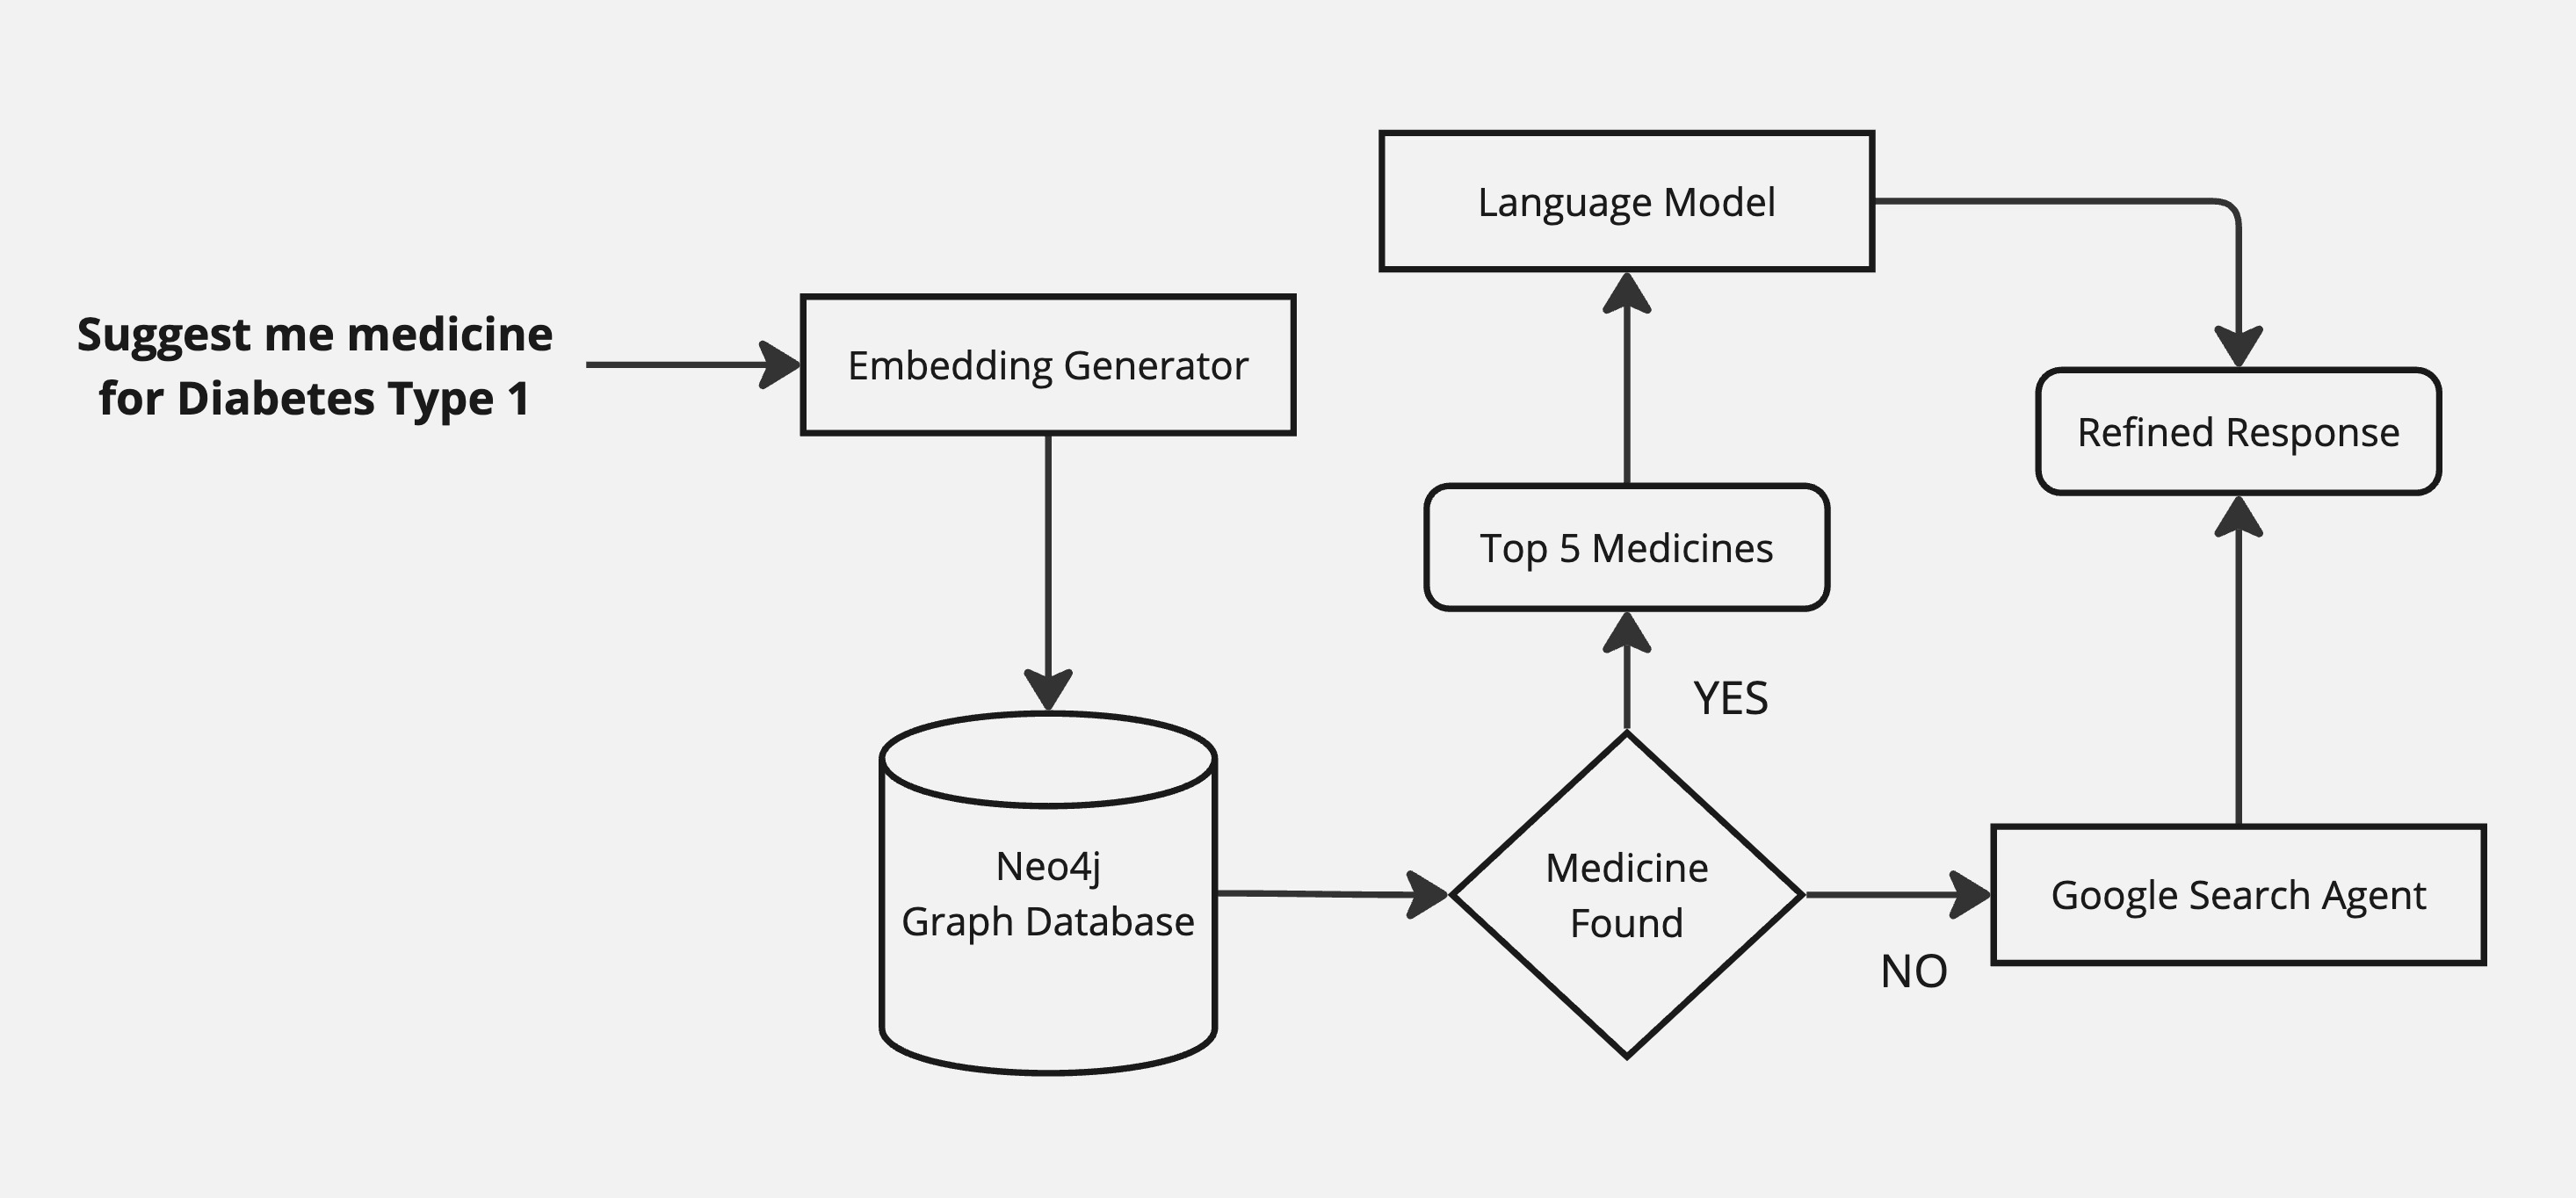 Suggest me medicine
for Diabetes Type 1
Embedding Generator
Neo4j
Graph Database
Medicine
Found
YES
Top 5 Medicines
Language Model
NO
Google Search Agent
Refined Response